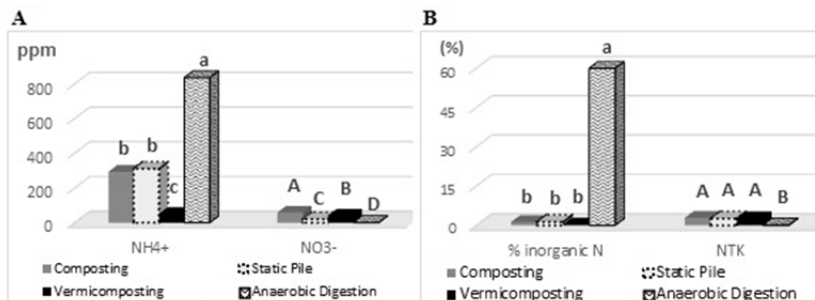 A
ppm
800
600
400
200
0
b b c a
A C B D
NH4+ NO3-
Composting Static Pile
Vermicomposting Anaerobic Digestion
B
(%)
60
45
30
15
0
b b b a
A A A B
% inorganic N NTK
Composting Static Pile
Vermicomposting Anaerobic Digestion